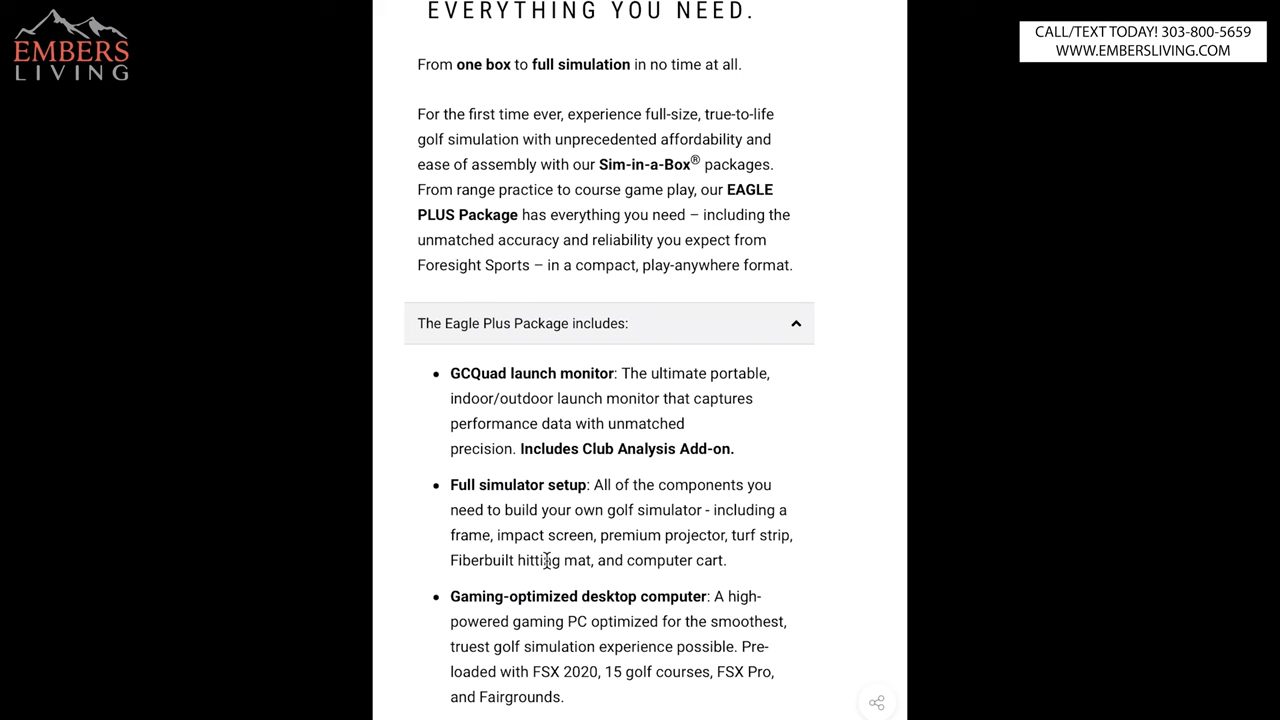 EVERYTHING YOU NEED.
EMBERS
LIVING
CALL/TEXT TODAY! 303-800-5659
WWW.EMBERSLIVING.COM
From one box to full simulation in no time at all.
For the first time ever, experience full-size, true-to-life
golf simulation with unprecedented affordability and
ease of assembly with our Sim-in-a-Box® packages.
From range practice to course game play, our EAGLE
PLUS Package has everything you need – including the
unmatched accuracy and reliability you expect from
Foresight Sports – in a compact, play-anywhere format.
The Eagle Plus Package includes:
• GCQuad launch monitor: The ultimate portable,
indoor/outdoor launch monitor that captures
performance data with unmatched
precision. Includes Club Analysis Add-on.
• Full simulator setup: All of the components you
need to build your own golf simulator - including a
frame, impact screen, premium projector, turf strip,
Fiberbuilt hitting mat, and computer cart.
• Gaming-optimized desktop computer: A high-
powered gaming PC optimized for the smoothest,
truest golf simulation experience possible. Pre-
loaded with FSX 2020, 15 golf courses, FSX Pro,
and Fairgrounds.